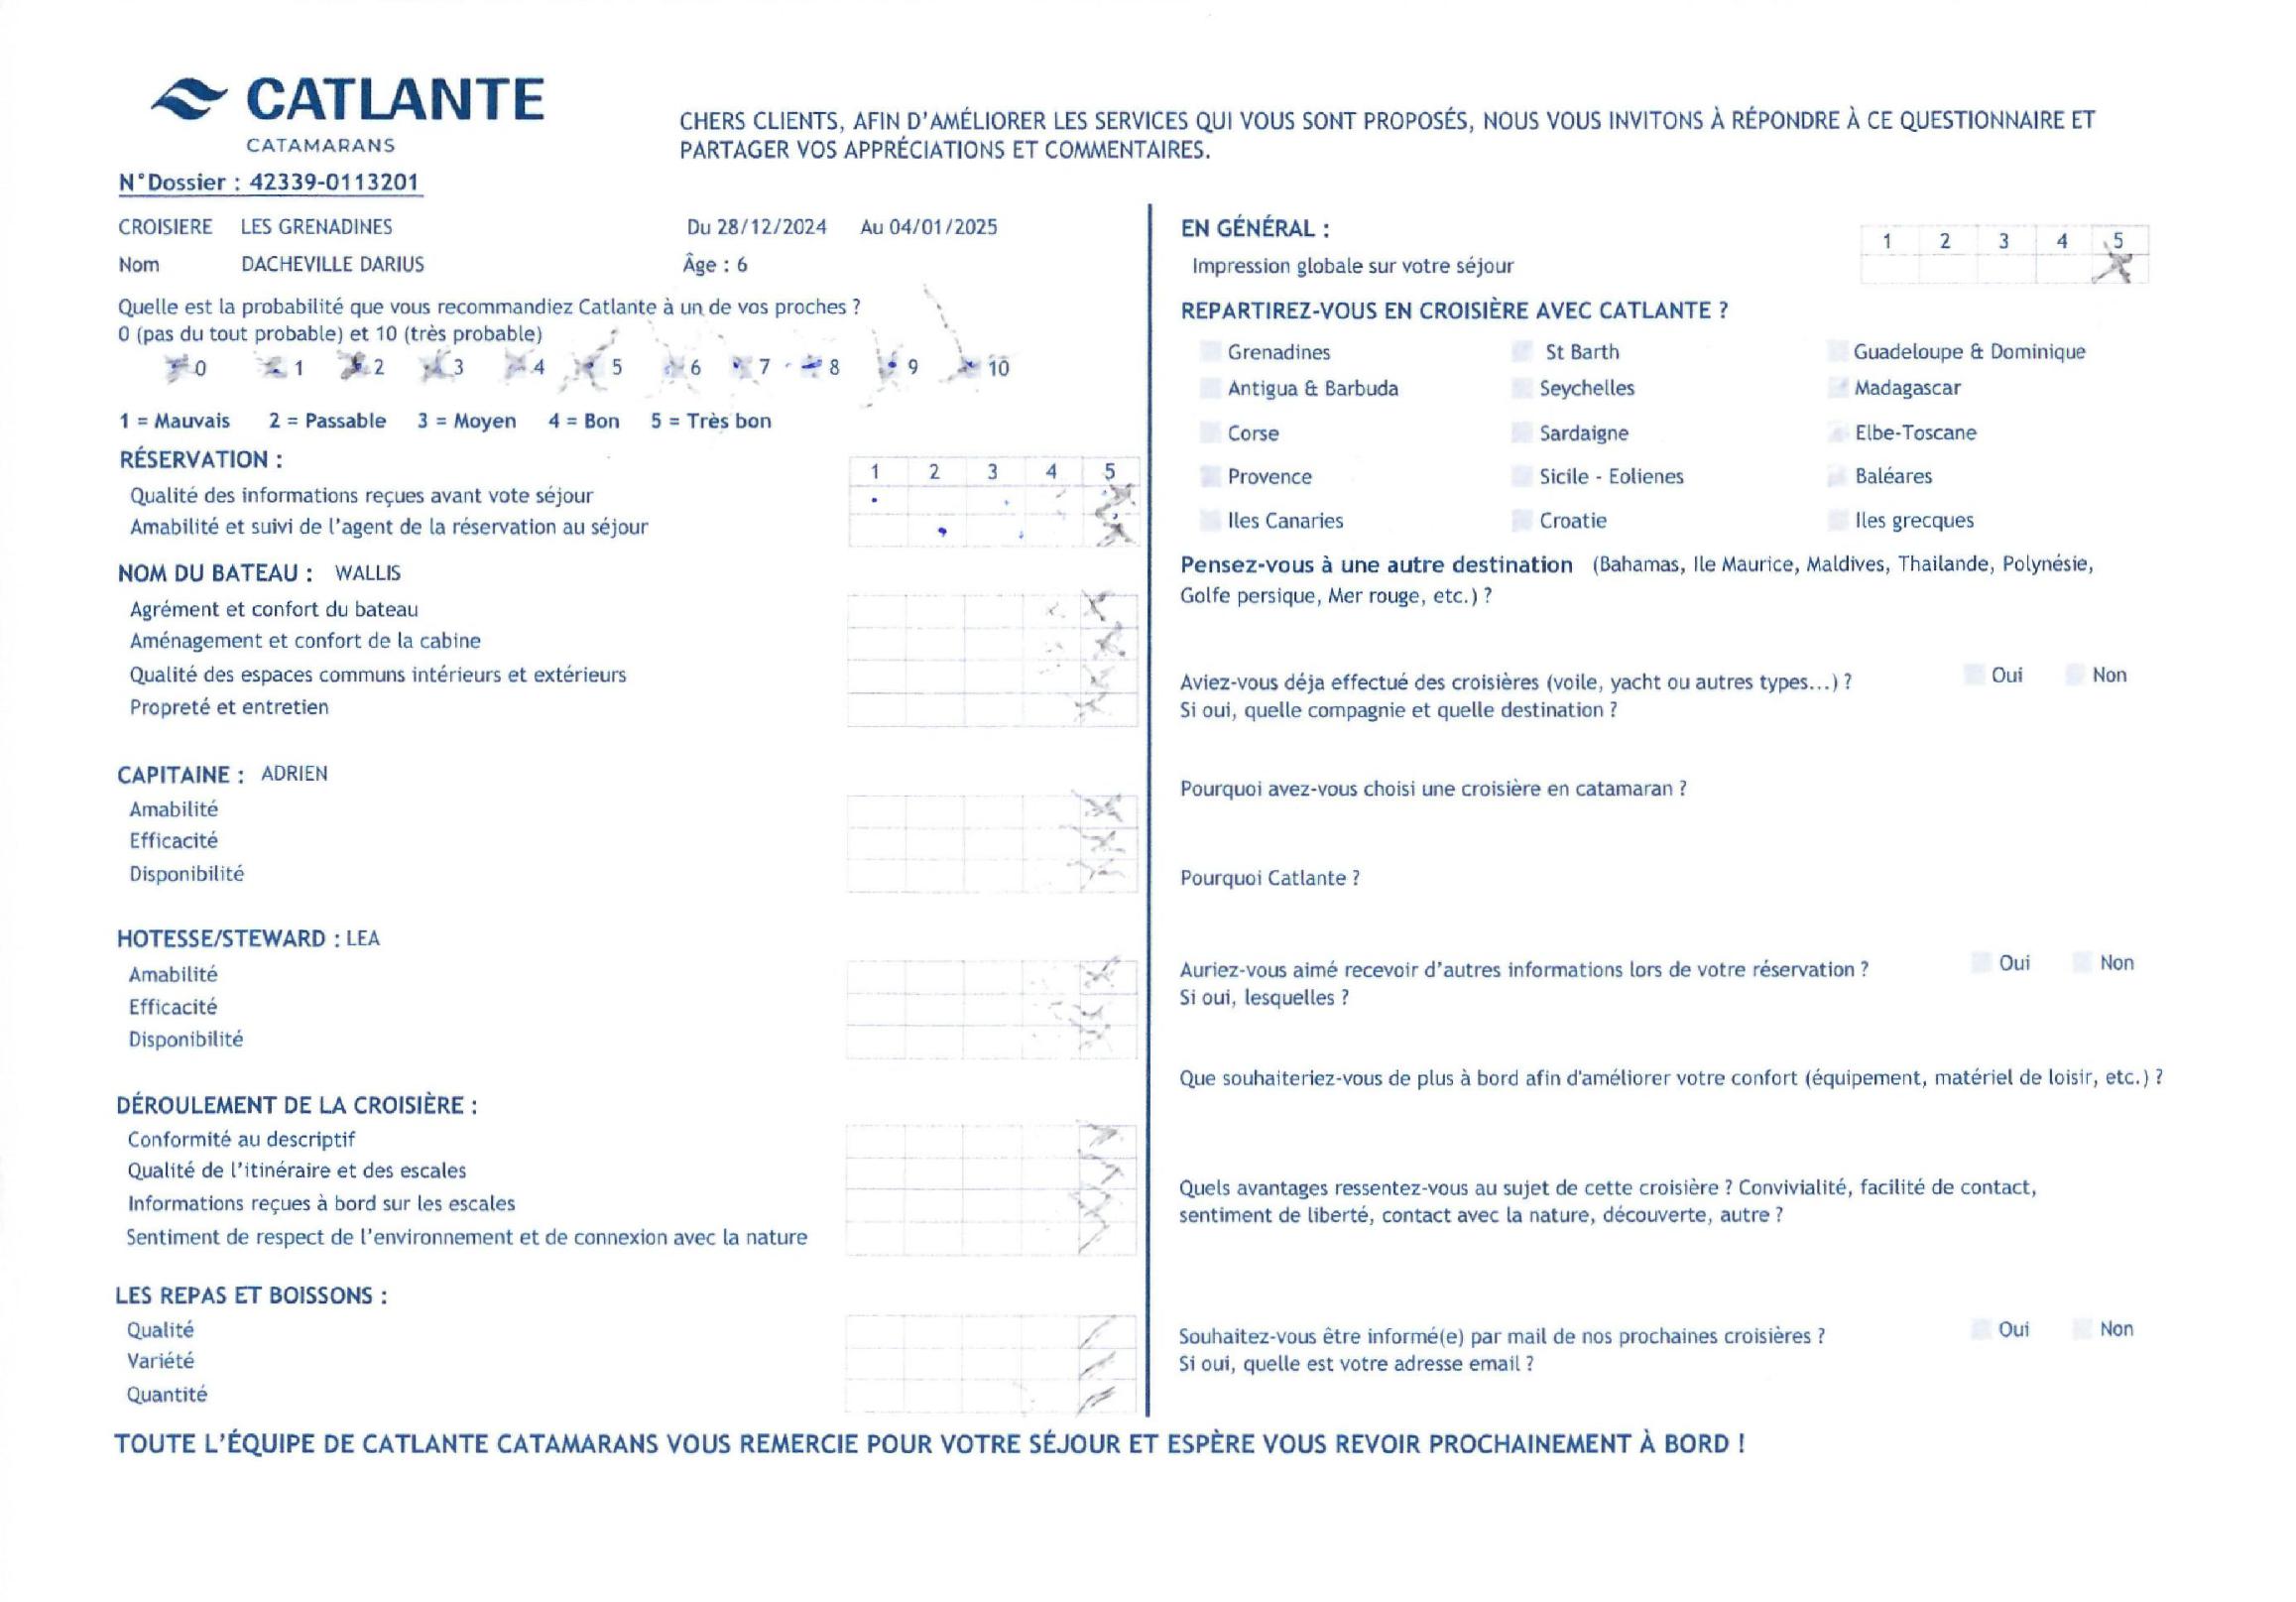 CATLANTE
CATAMARANS
CHERS CLIENTS, AFIN D'AMÉLIORER LES SERVICES QUI VOUS SONT PROPOSÉS, NOUS VOUS INVITONS À RÉPONDRE À CE QUESTIONNAIRE ET
PARTAGER VOS APPRÉCIATIONS ET COMMENTAIRES.
N°Dossier : 42339-0113201
CROISIERE LES GRENADINES Du 28/12/2024 Au 04/01/2025
Nom DACHEVILLE DARIUS Âge : 6
Quelle est la probabilité que vous recommandiez Catlante à un de vos proches ?
0 (pas du tout probable) et 10 (très probable)
0 1 2 3 4 5 6 7 8 9 10
1 = Mauvais 2 = Passable 3 = Moyen 4 = Bon 5 = Très bon
RÉSERVATION :
1 2 3 4 5
Qualité des informations reçues avant vote séjour
Amabilité et suivi de l'agent de la réservation au séjour
NOM DU BATEAU : WALLIS
Agrément et confort du bateau
Aménagement et confort de la cabine
Qualité des espaces communs intérieurs et extérieurs
Propreté et entretien
CAPITAINE : ADRIEN
Amabilité
Efficacité
Disponibilité
HOTESSE/STEWARD : LEA
Amabilité
Efficacité
Disponibilité
DÉROULEMENT DE LA CROISIÈRE :
Conformité au descriptif
Qualité de l'itinéraire et des escales
Informations reçues à bord sur les escales
Sentiment de respect de l'environnement et de connexion avec la nature
LES REPAS ET BOISSONS :
Qualité
Variété
Quantité
EN GÉNÉRAL :
1 2 3 4 5
Impression globale sur votre séjour
REPARTIREZ-VOUS EN CROISIÈRE AVEC CATLANTE ?
Grenadines St Barth Guadeloupe & Dominique
Antigua & Barbuda Seychelles Madagascar
Corse Sardaigne Elbe-Toscane
Provence Sicile - Eolienes Baléares
Iles Canaries Croatie Iles grecques
Pensez-vous à une autre destination (Bahamas, Ile Maurice, Maldives, Thailande, Polynésie,
Golfe persique, Mer rouge, etc.) ?
Aviez-vous déja effectué des croisières (voile, yacht ou autres types...) ? Oui Non
Si oui, quelle compagnie et quelle destination ?
Pourquoi avez-vous choisi une croisière en catamaran ?
Pourquoi Catlante ?
Auriez-vous aimé recevoir d'autres informations lors de votre réservation ? Oui Non
Si oui, lesquelles ?
Que souhaiteriez-vous de plus à bord afin d'améliorer votre confort (équipement, matériel de loisir, etc.) ?
Quels avantages ressentez-vous au sujet de cette croisière ? Convivialité, facilité de contact,
sentiment de liberté, contact avec la nature, découverte, autre ?
Souhaitez-vous être informé(e) par mail de nos prochaines croisières ? Oui Non
Si oui, quelle est votre adresse email ?
TOUTE L'ÉQUIPE DE CATLANTE CATAMARANS VOUS REMERCIE POUR VOTRE SÉJOUR ET ESPÈRE VOUS REVOIR PROCHAINEMENT À BORD !